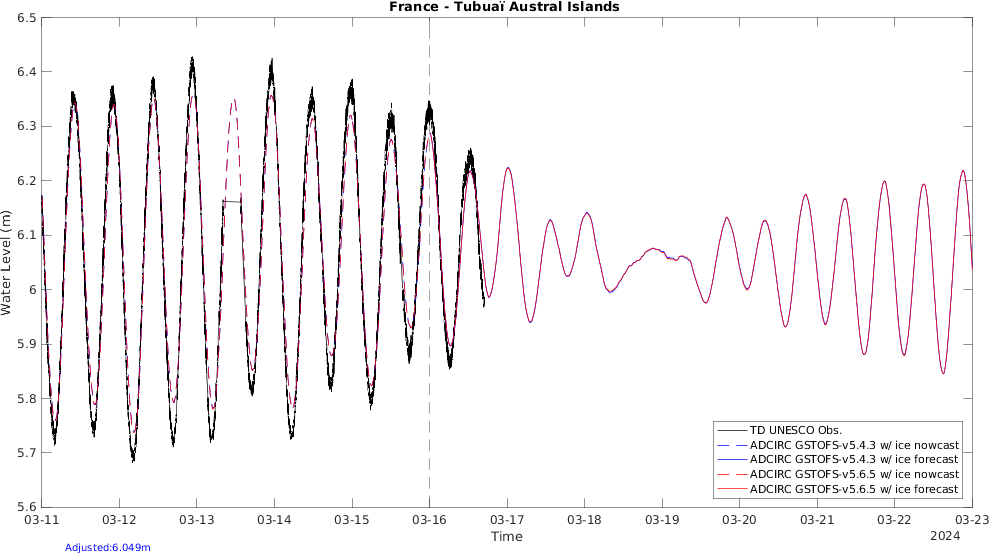 France - Tubuaï Austral Islands
6.5
6.4
6.3
6.2
6.1
6
5.9
5.8
5.7
5.6
Water Level (m)
03-11
03-12
03-13
03-14
03-15
03-16
03-17
03-18
03-19
03-20
03-21
03-22
03-23
Time
2024
TD UNESCO Obs.
ADCIRC GSTOFS-v5.4.3 w/ ice nowcast
ADCIRC GSTOFS-v5.4.3 w/ ice forecast
ADCIRC GSTOFS-v5.6.5 w/ ice nowcast
ADCIRC GSTOFS-v5.6.5 w/ ice forecast
Adjusted:6.049m